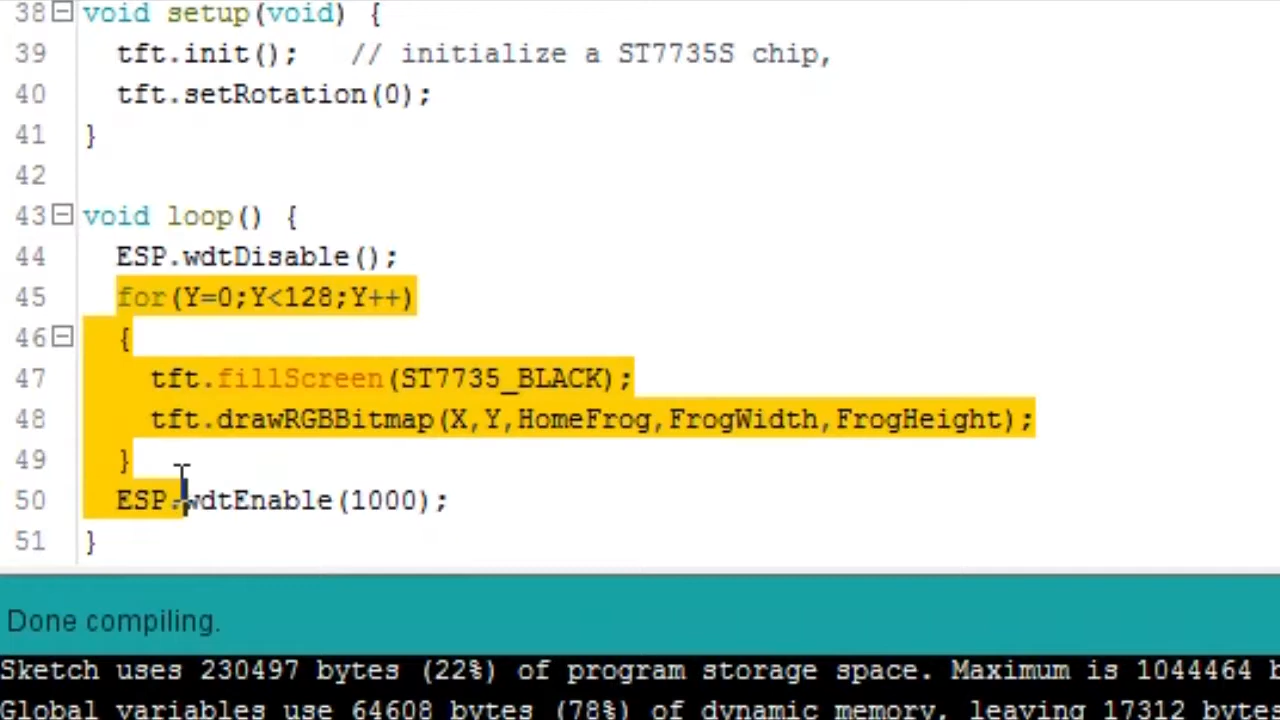 38 void setup(void) {
39 tft.init(); // initialize a ST7735S chip,
40 tft.setRotation(0);
41 }
42
43 void loop() {
44 ESP.wdtDisable();
45 for(Y=0;Y<128;Y++)
46 {
47 tft.fillScreen(ST7735_BLACK);
48 tft.drawRGBBitmap(X,Y,HomeFrog,FrogWidth,FrogHeight);
49 }
50 ESP.wdtEnable(1000);
51 }
Done compiling.
Sketch uses 230497 bytes (22%) of program storage space. Maximum is 1044464 b
Global variables use 64608 bytes (78%) of dynamic memory, leaving 17312 bytes